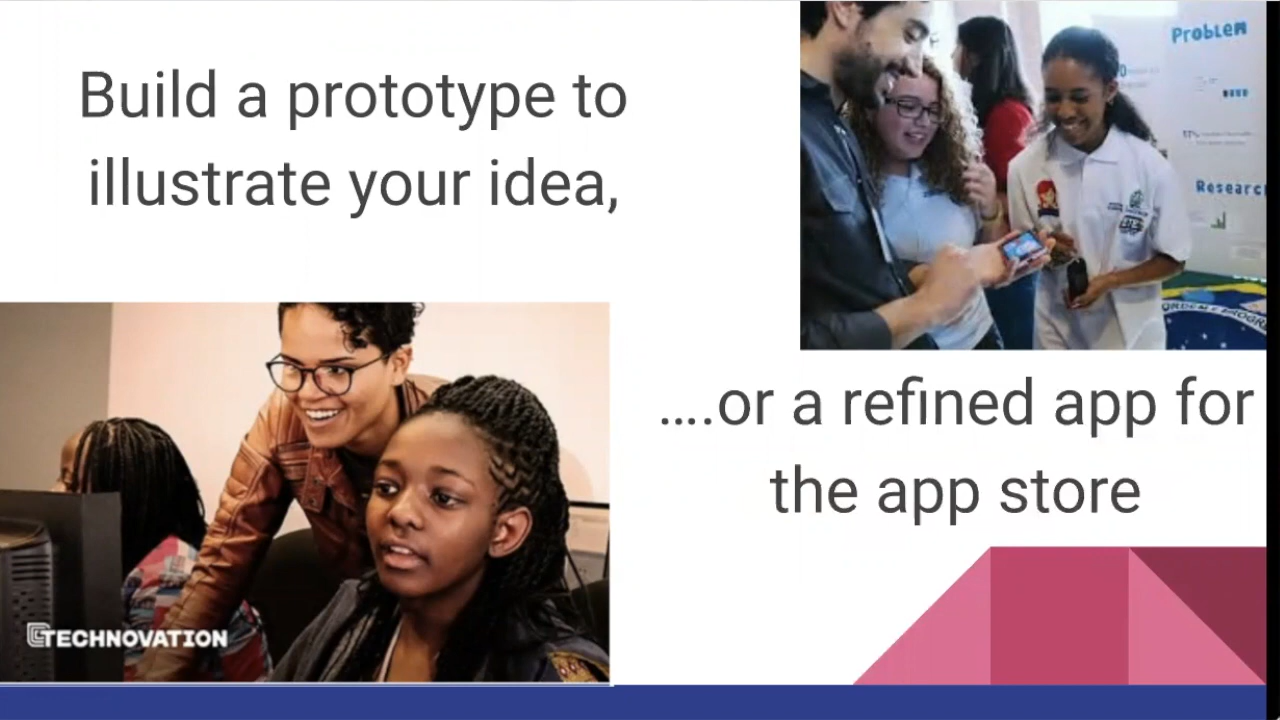 Build a prototype to
illustrate your idea,
Problem
Research
....or a refined app for
the app store
TECHNOVATION